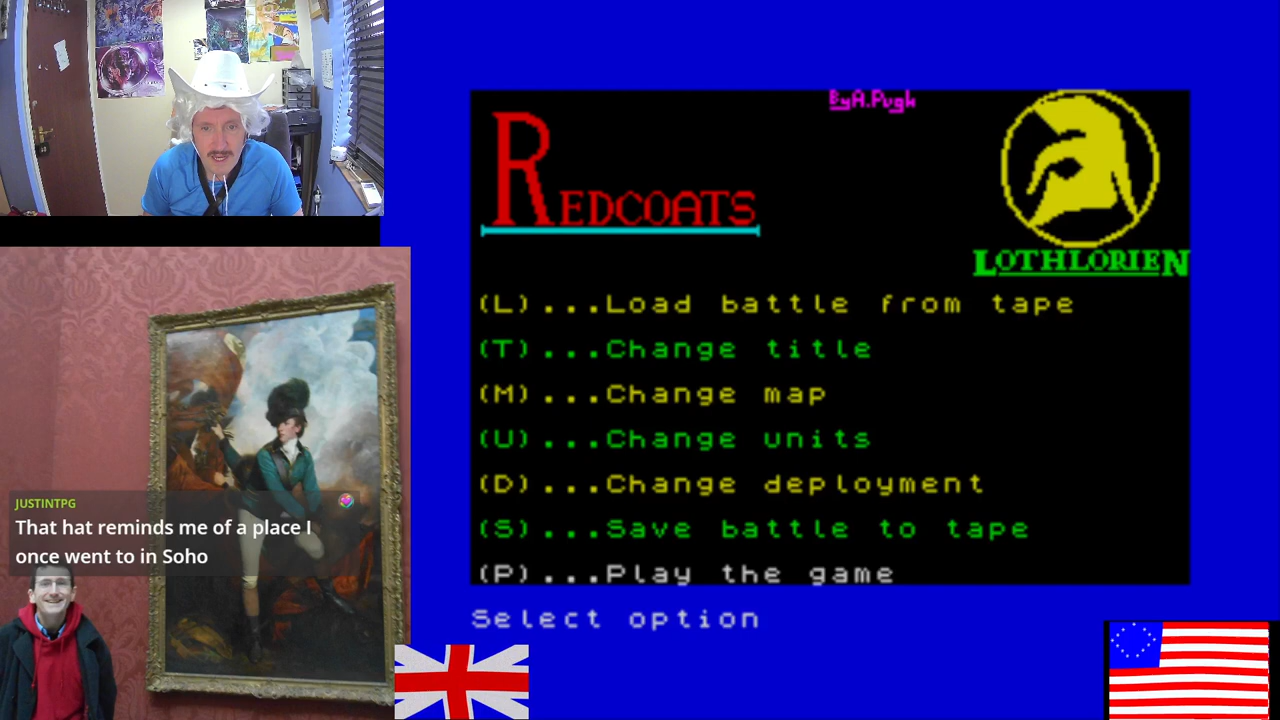 ByA.Pugh
REDCOATS
LOTHLORIEN
(L)...Load battle from tape
(T)...Change title
(M)...Change map
(U)...Change units
(D)...Change deployment
(S)...Save battle to tape
(P)...Play the game
Select option
JUSTINTPG
That hat reminds me of a place I
once went to in Soho